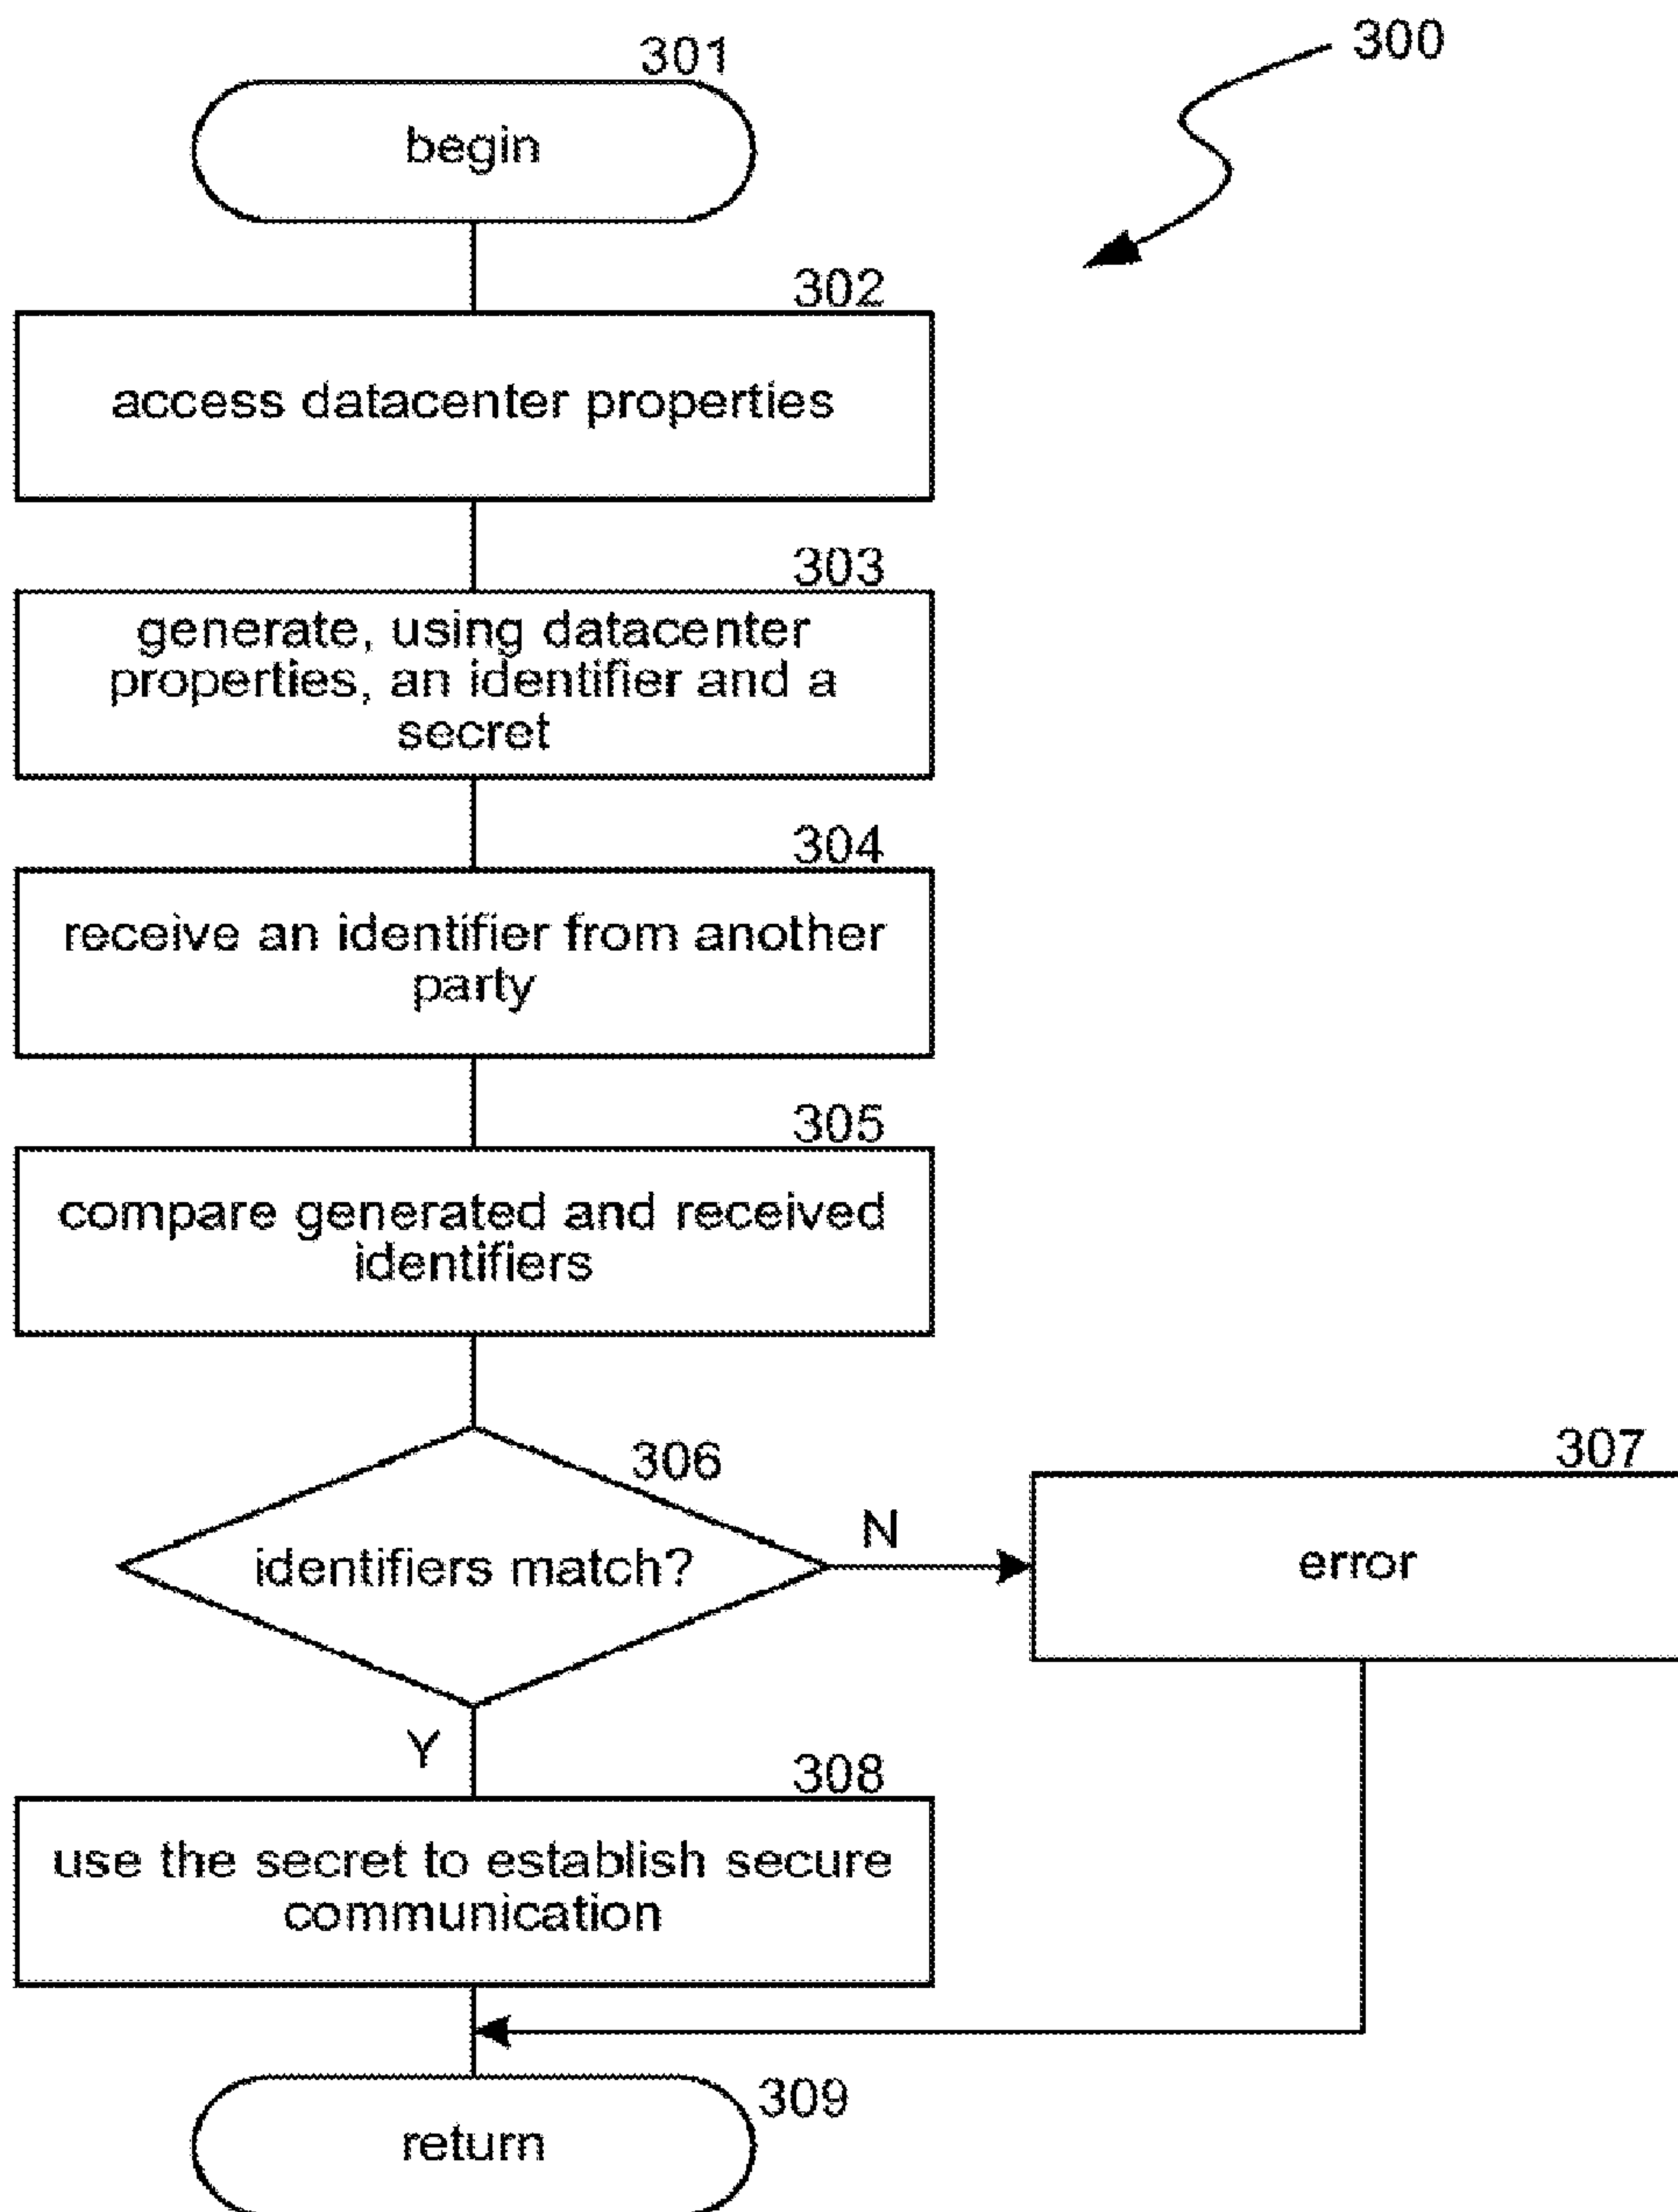 300
301
begin
302
access datacenter properties
303
generate, using datacenter
properties, an identifier and a
secret
304
receive an identifier from another
party
305
compare generated and received
identifiers
306
identifiers match?
N
307
error
Y
308
use the secret to establish secure
communication
309
return